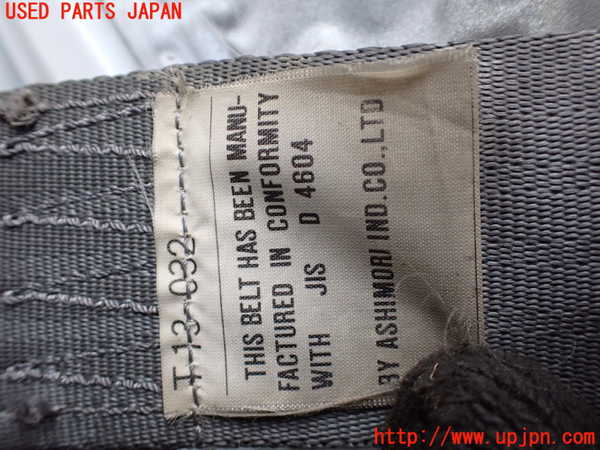 USED PARTS JAPAN
T-13-032
THIS BELT HAS BEEN MANU-
FACTURED IN CONFORMITY
WITH JIS D 4604
BY ASHIMORI IND.CO.,LTD
http://www.upjpn.com/